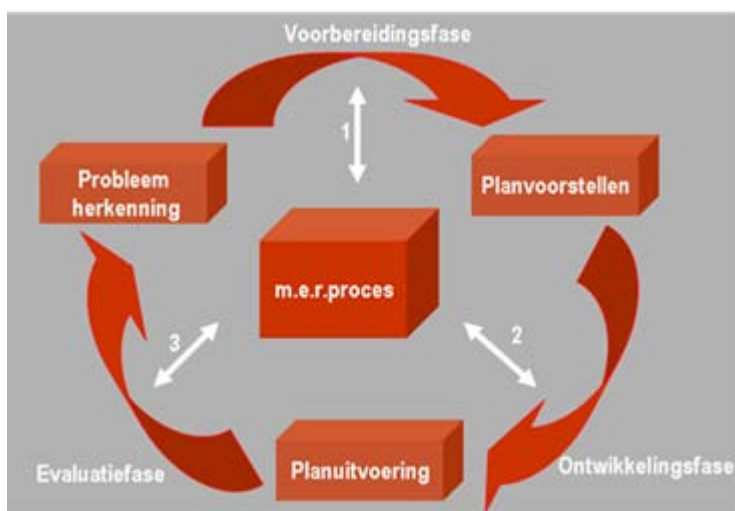 Voorbereidingsfase
1
Probleem
herkenning
Planvoorstellen
m.e.r.proces
3
2
Evaluatiefase
Planuitvoering
Ontwikkelingsfase